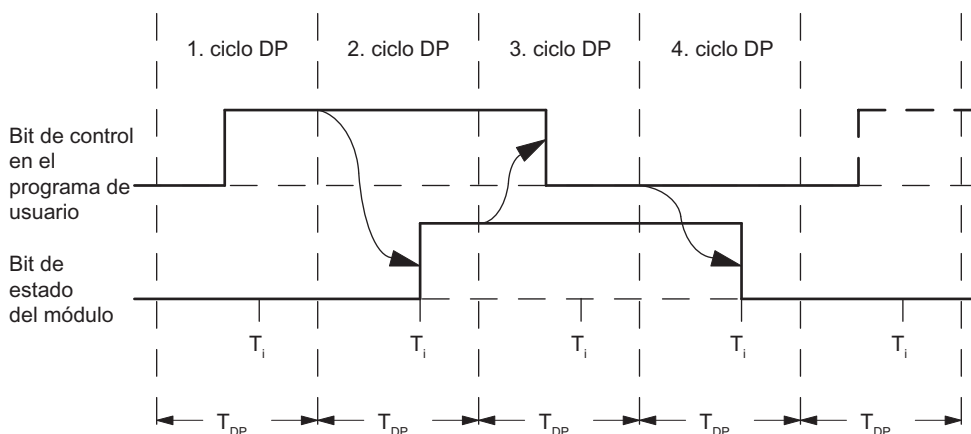 1. ciclo DP 2. ciclo DP 3. ciclo DP 4. ciclo DP
Bit de control
en el
programa de
usuario
Bit de
estado
del módulo
Ti Ti Ti Ti Ti
TDP TDP TDP TDP TDP